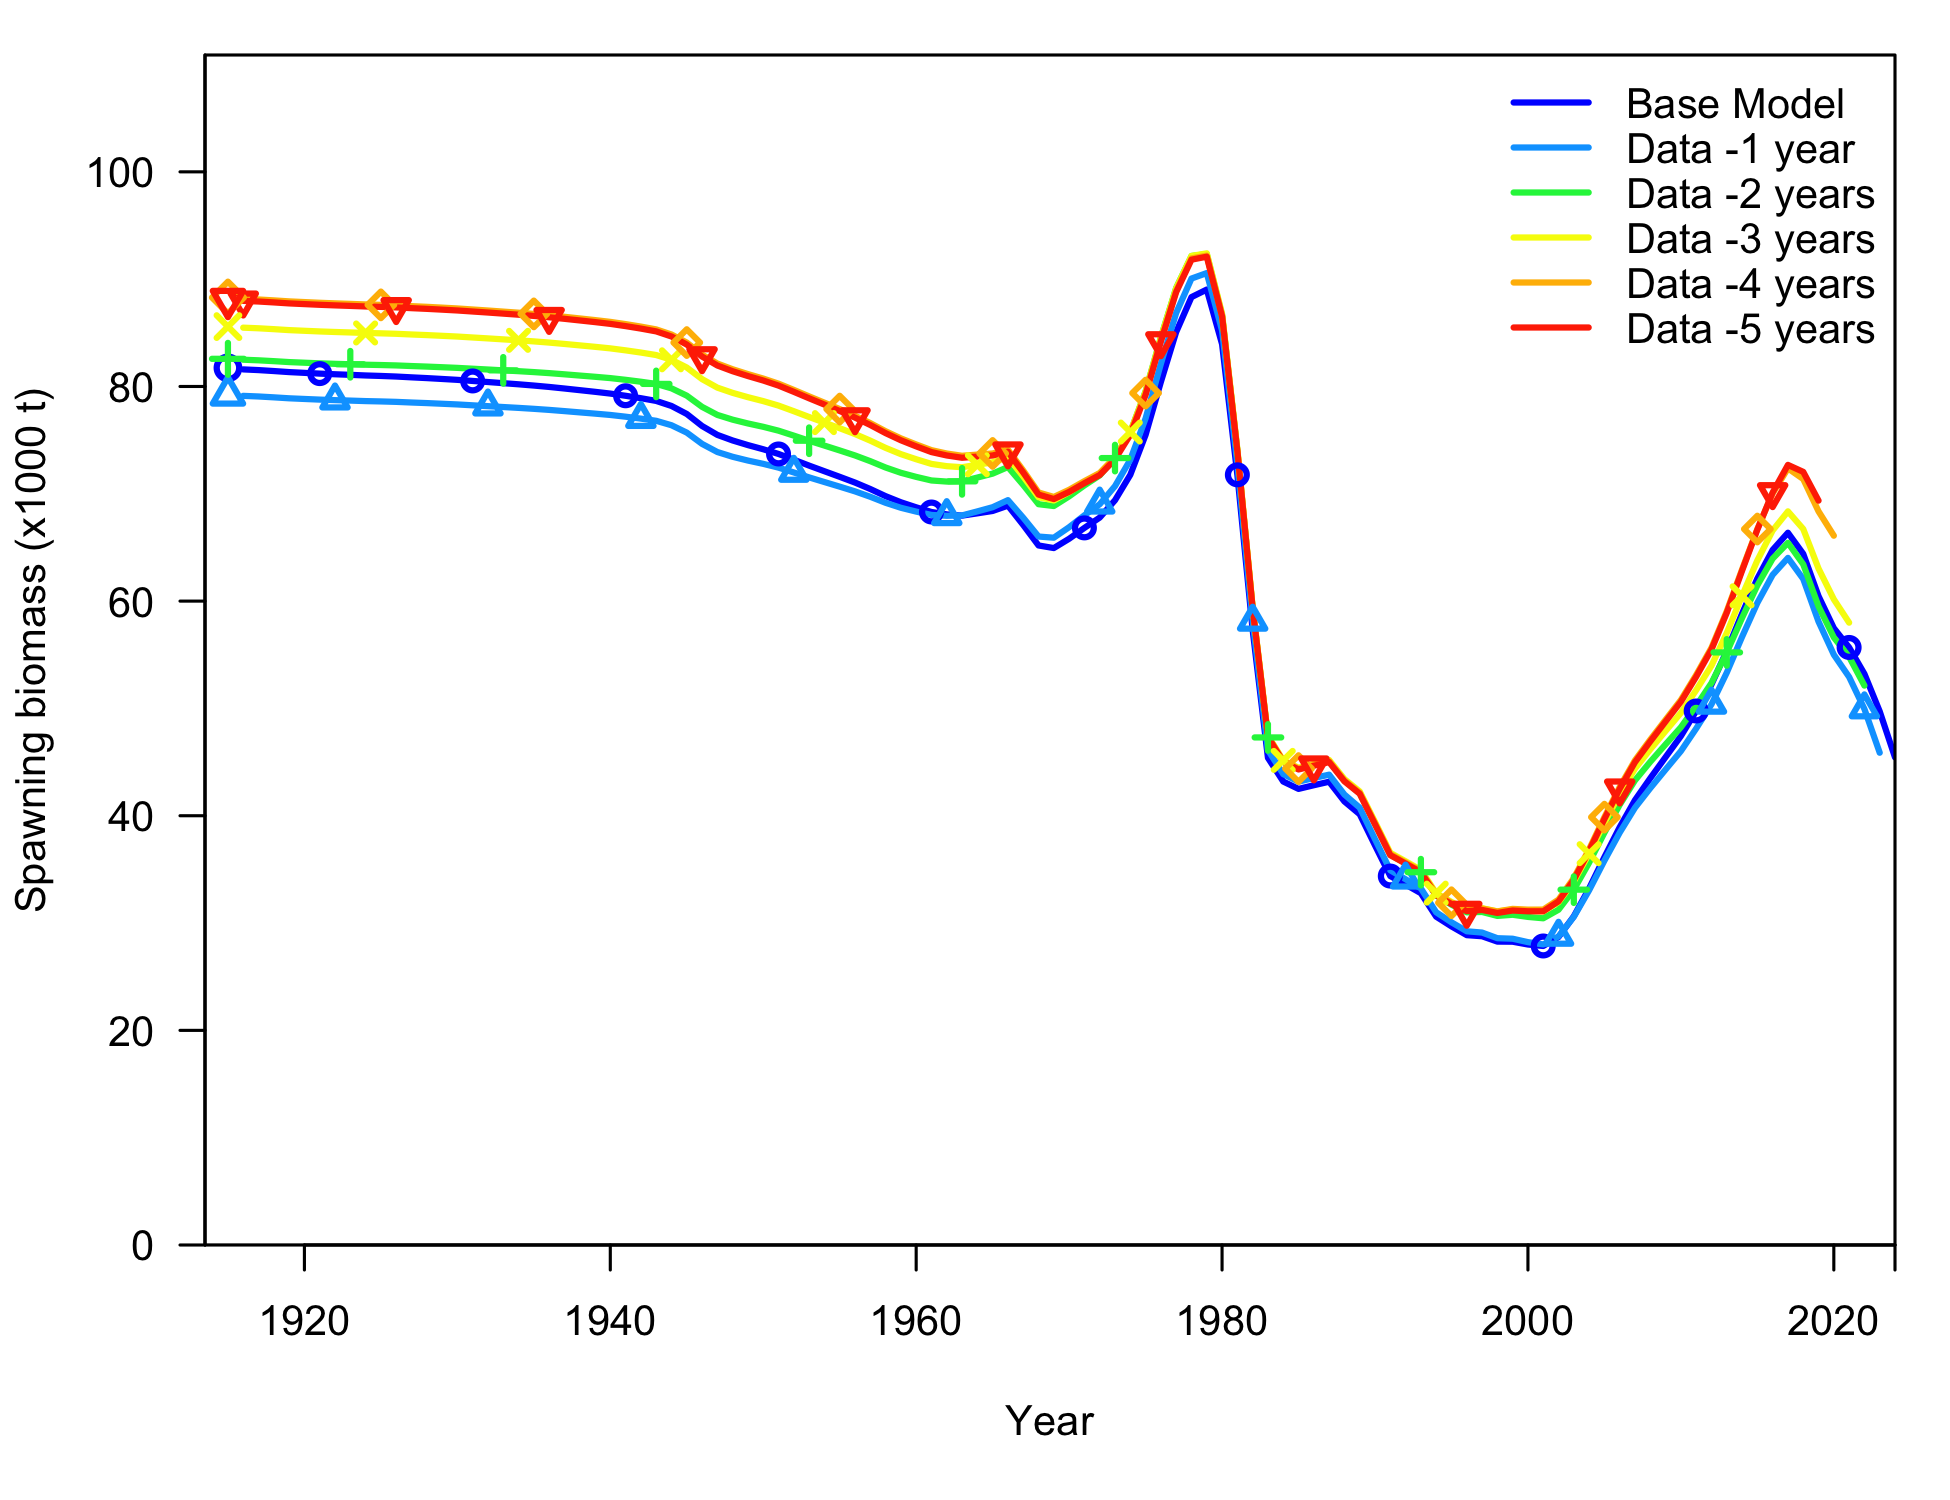 Base Model
Data -1 year
Data -2 years
Data -3 years
Data -4 years
Data -5 years
Spawning biomass (x1000 t)
100
80
60
40
20
0
1920 1940 1960 1980 2000 2020
Year